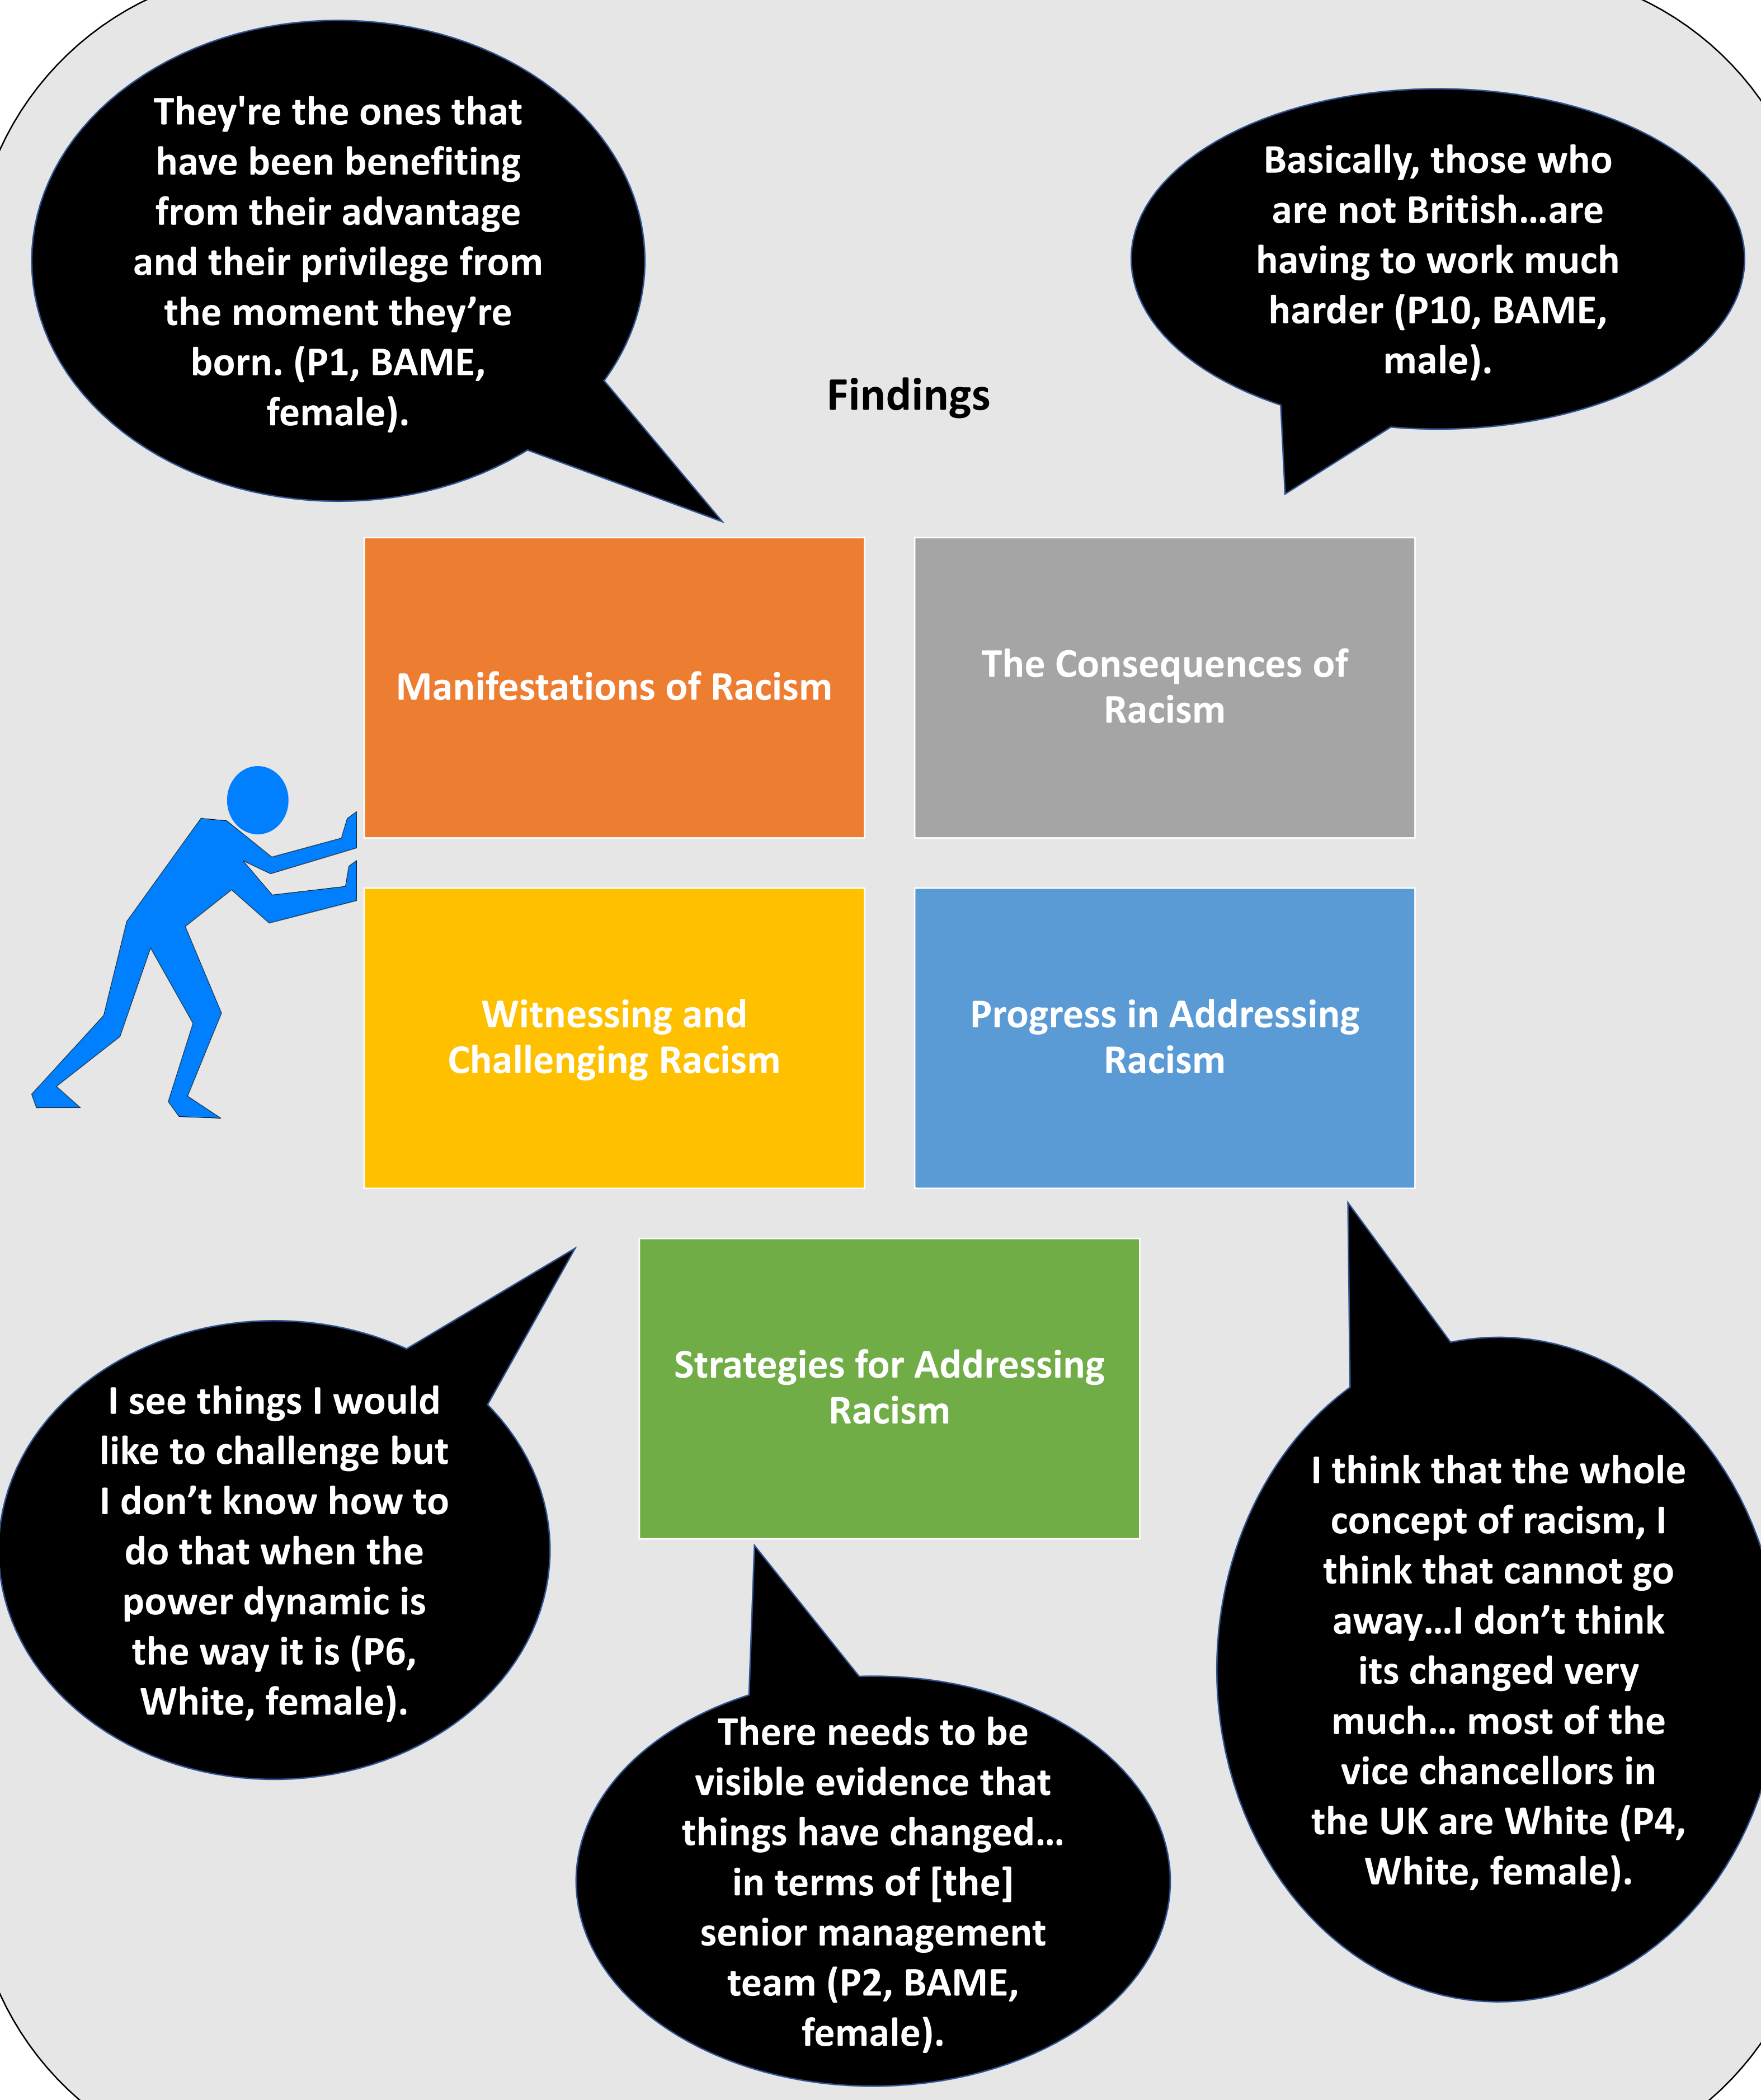 They're the ones that
have been benefiting
from their advantage
and their privilege from
the moment they’re
born. (P1, BAME,
female).
Basically, those who
are not British…are
having to work much
harder (P10, BAME,
male).
Findings
Manifestations of Racism
The Consequences of
Racism
Witnessing and
Challenging Racism
Progress in Addressing
Racism
Strategies for Addressing
Racism
I see things I would
like to challenge but
I don’t know how to
do that when the
power dynamic is
the way it is (P6,
White, female).
There needs to be
visible evidence that
things have changed…
in terms of [the]
senior management
team (P2, BAME,
female).
I think that the whole
concept of racism, I
think that cannot go
away…I don’t think
its changed very
much… most of the
vice chancellors in
the UK are White (P4,
White, female).